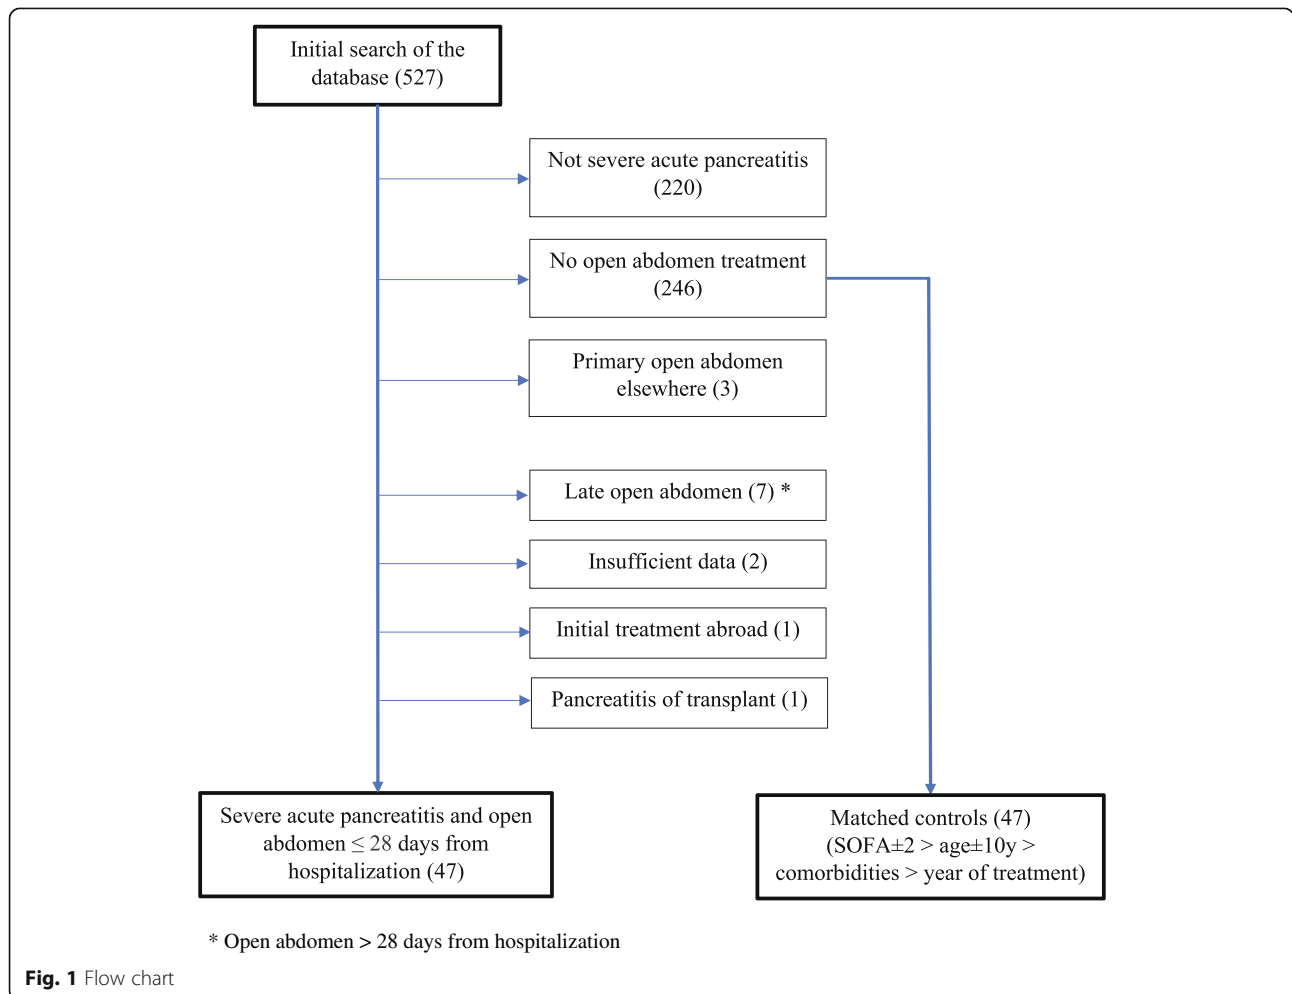 Initial search of the
database (527)
Not severe acute pancreatitis
(220)
No open abdomen treatment
(246)
Primary open abdomen
elsewhere (3)
Late open abdomen (7) *
Insufficient data (2)
Initial treatment abroad (1)
Pancreatitis of transplant (1)
Severe acute pancreatitis and open
abdomen ≤ 28 days from
hospitalization (47)
Matched controls (47)
(SOFA±2 > age±10y >
comorbidities > year of treatment)
* Open abdomen > 28 days from hospitalization
Fig. 1 Flow chart